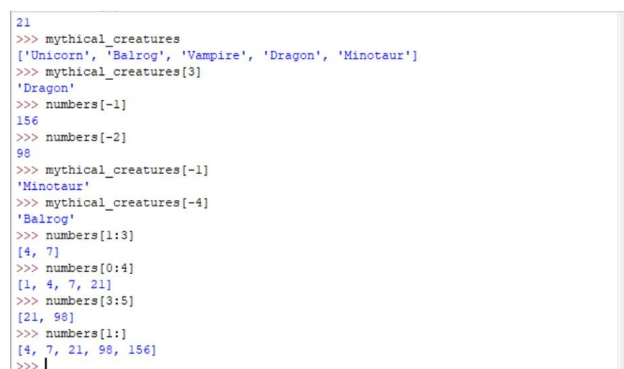 21
>>> mythical_creatures
['Unicorn', 'Balrog', 'Vampire', 'Dragon', 'Minotaur']
>>> mythical_creatures[3]
'Dragon'
>>> numbers[-1]
156
>>> numbers[-2]
98
>>> mythical_creatures[-1]
'Minotaur'
>>> mythical_creatures[-4]
'Balrog'
>>> numbers[1:3]
[4, 7]
>>> numbers[0:4]
[1, 4, 7, 21]
>>> numbers[3:5]
[21, 98]
>>> numbers[1:]
[4, 7, 21, 98, 156]
>>>